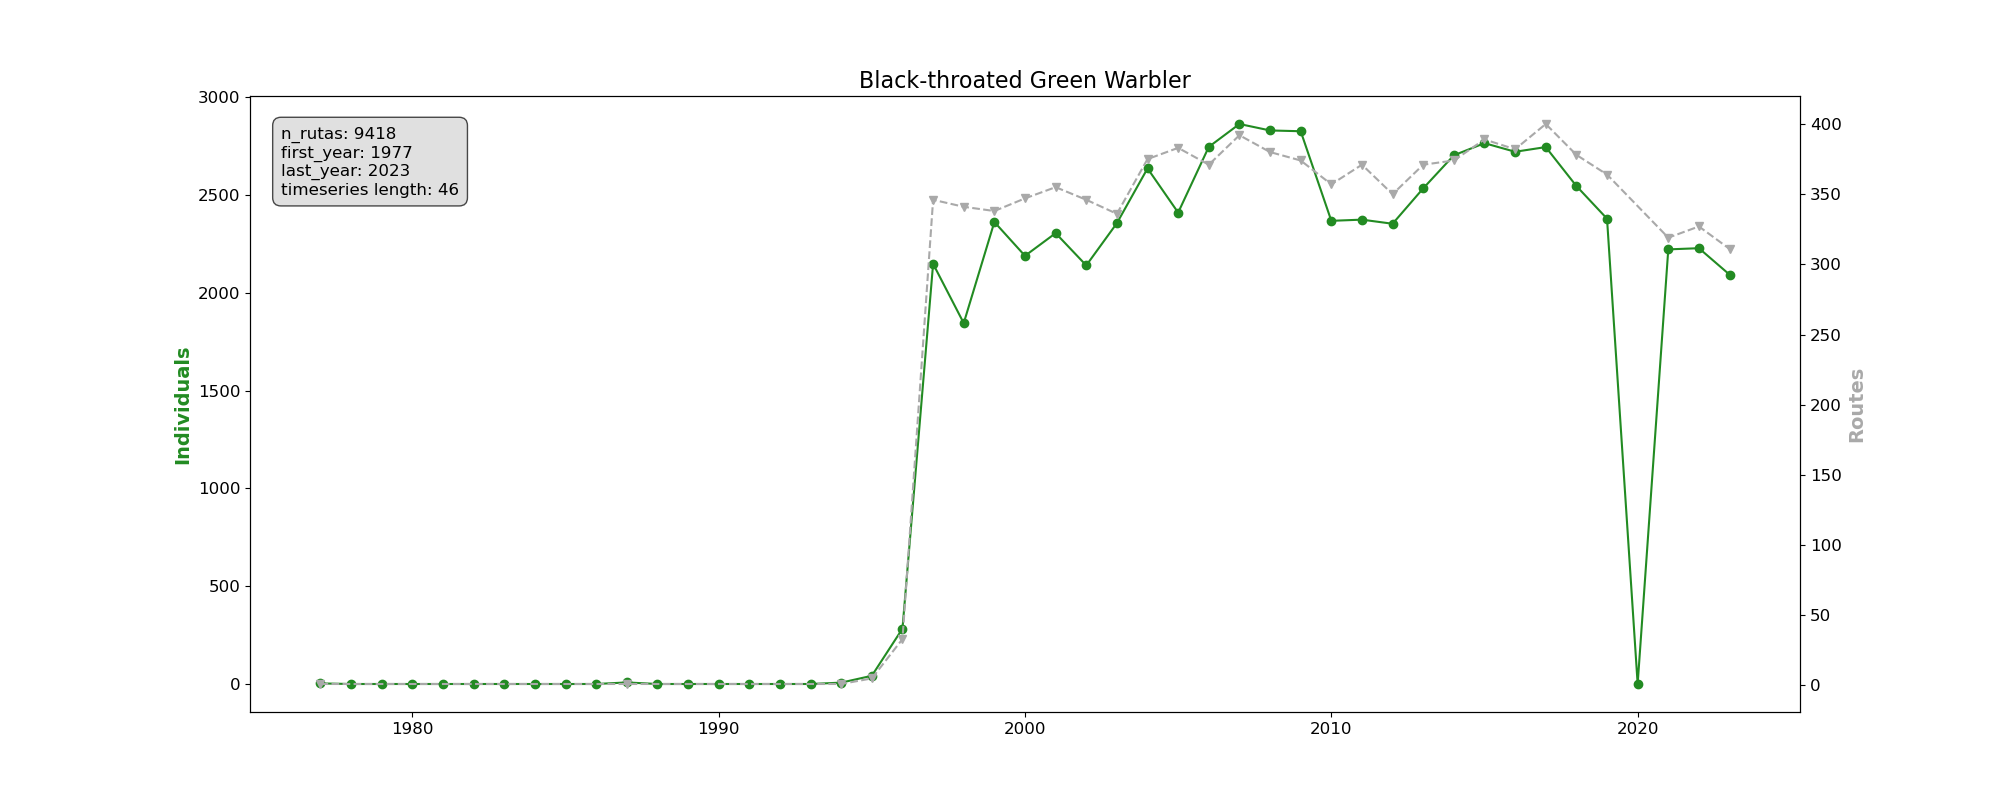 Black-throated Green Warbler
n_rutas: 9418
first_year: 1977
last_year: 2023
timeseries length: 46
Individuals
3000
2500
2000
1500
1000
500
0
1980 1990 2000 2010 2020
400
350
300
250
200
150
100
50
0
Routes